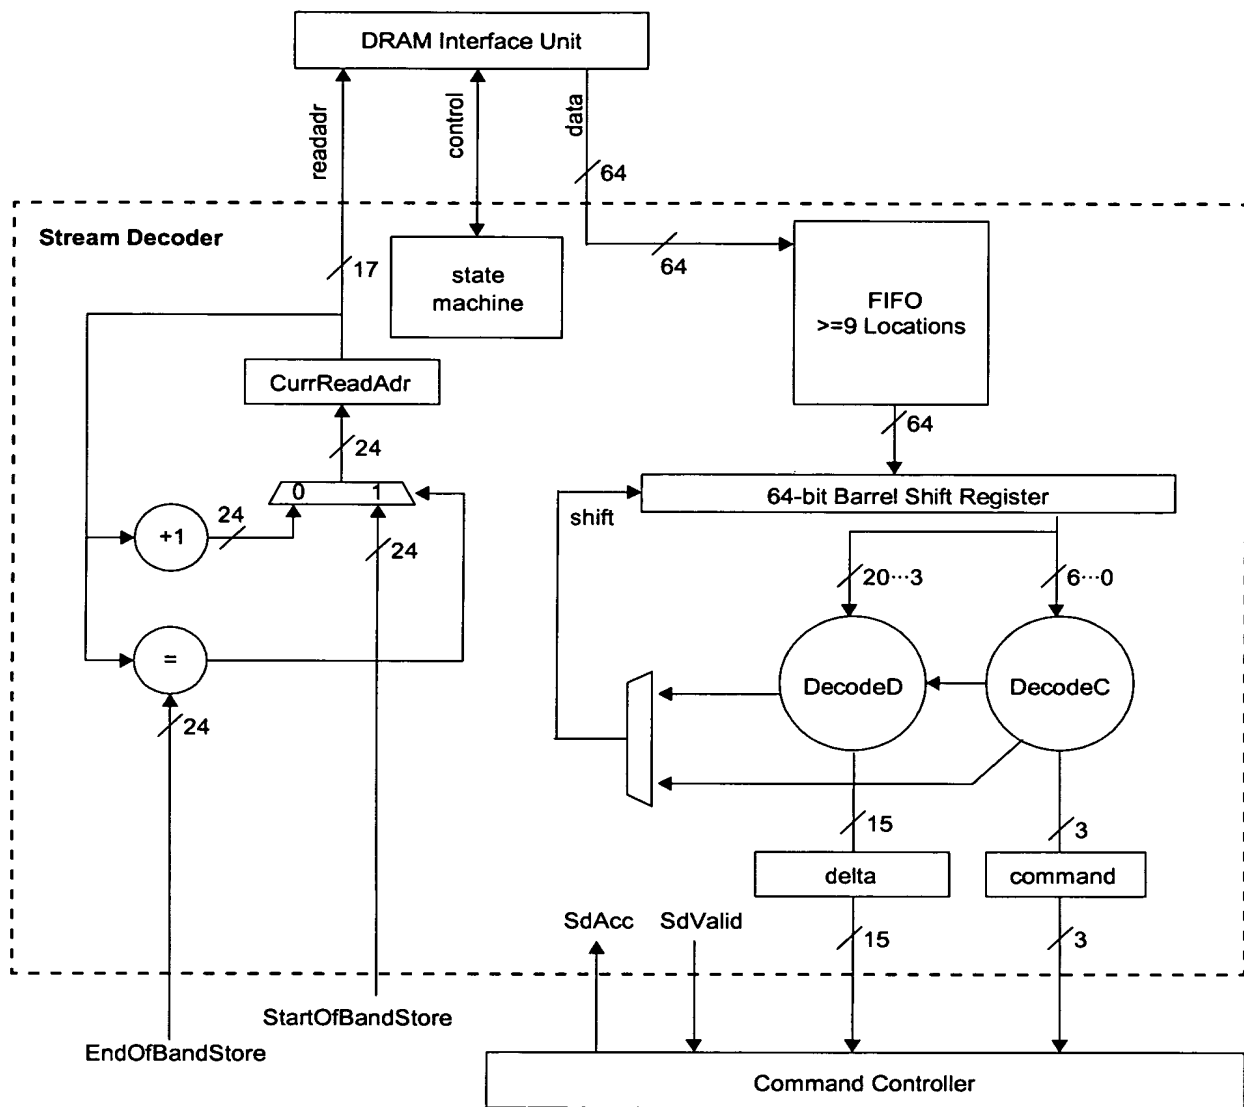 DRAM Interface Unit
readadr
control
data
64
Stream Decoder
17
state
machine
64
FIFO
>=9 Locations
CurrReadAdr
64
24
0 1
64-bit Barrel Shift Register
shift
+1
24
24
20···3
6···0
=
DecodeD
DecodeC
24
15
3
delta
command
SdAcc
SdValid
15
3
StartOfBandStore
EndOfBandStore
Command Controller